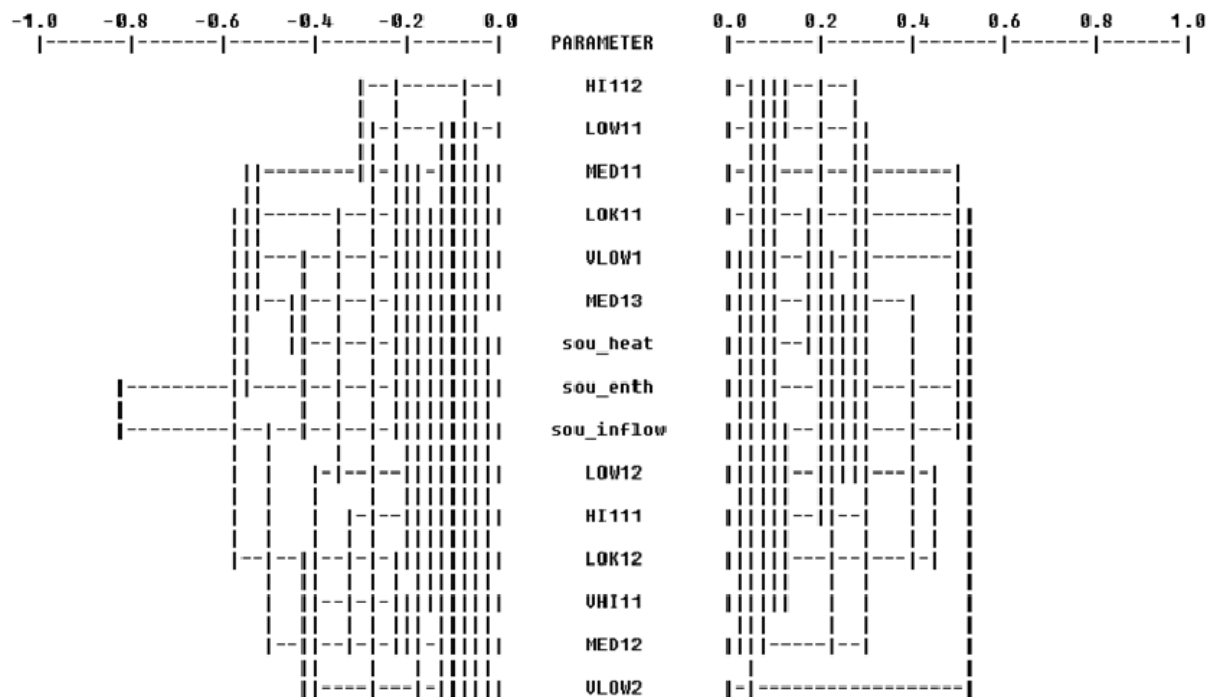 -1.0 -0.8 -0.6 -0.4 -0.2 0.0 0.0 0.2 0.4 0.6 0.8 1.0
PARAMETER
HI112
LOW11
MED11
LOK11
VLOW1
MED13
sou_heat
sou_enth
sou_inflow
LOW12
HI111
LOK12
VHI11
MED12
VLOW2